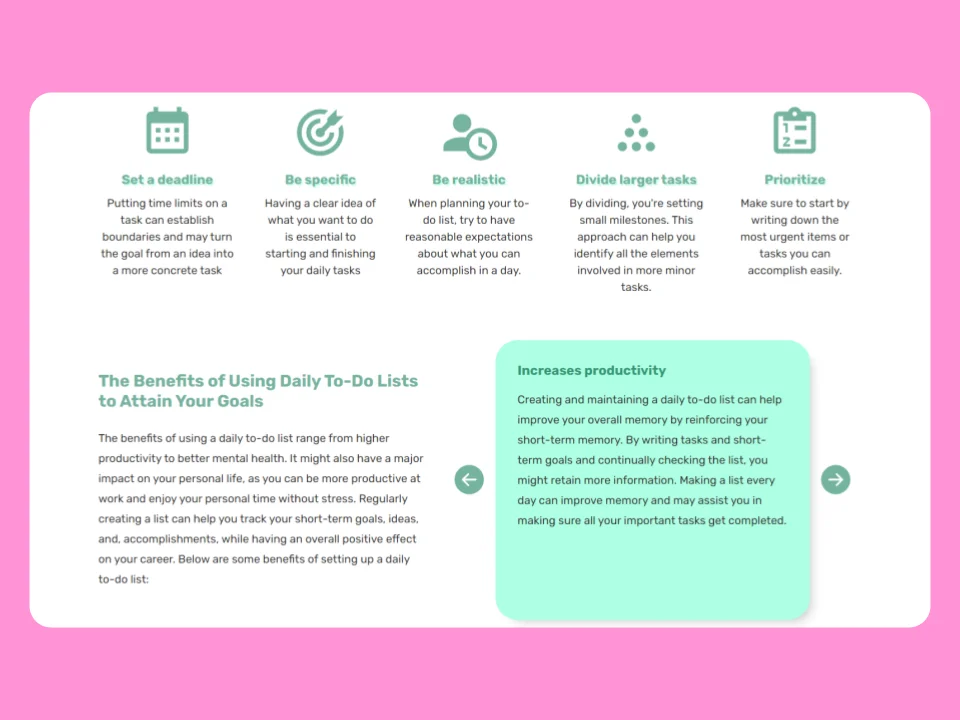 Set a deadline
Putting time limits on a
task can establish
boundaries and may turn
the goal from an idea into
a more concrete task
Be specific
Having a clear idea of
what you want to do
is essential to
starting and finishing
your daily tasks
Be realistic
When planning your to-
do list, try to have
reasonable expectations
about what you can
accomplish in a day.
Divide larger tasks
By dividing, you're setting
small milestones. This
approach can help you
identify all the elements
involved in more minor
tasks.
1
2
Prioritize
Make sure to start by
writing down the
most urgent items or
tasks you can
accomplish easily.
The Benefits of Using Daily To-Do Lists
to Attain Your Goals
The benefits of using a daily to-do list range from higher
productivity to better mental health. It might also have a major
impact on your personal life, as you can be more productive at
work and enjoy your personal time without stress. Regularly
creating a list can help you track your short-term goals, ideas,
and, accomplishments, while having an overall positive effect
on your career. Below are some benefits of setting up a daily
to-do list:
Increases productivity
Creating and maintaining a daily to-do list can help
improve your overall memory by reinforcing your
short-term memory. By writing tasks and short-
term goals and continually checking the list, you
might retain more information. Making a list every
day can improve memory and may assist you in
making sure all your important tasks get completed.